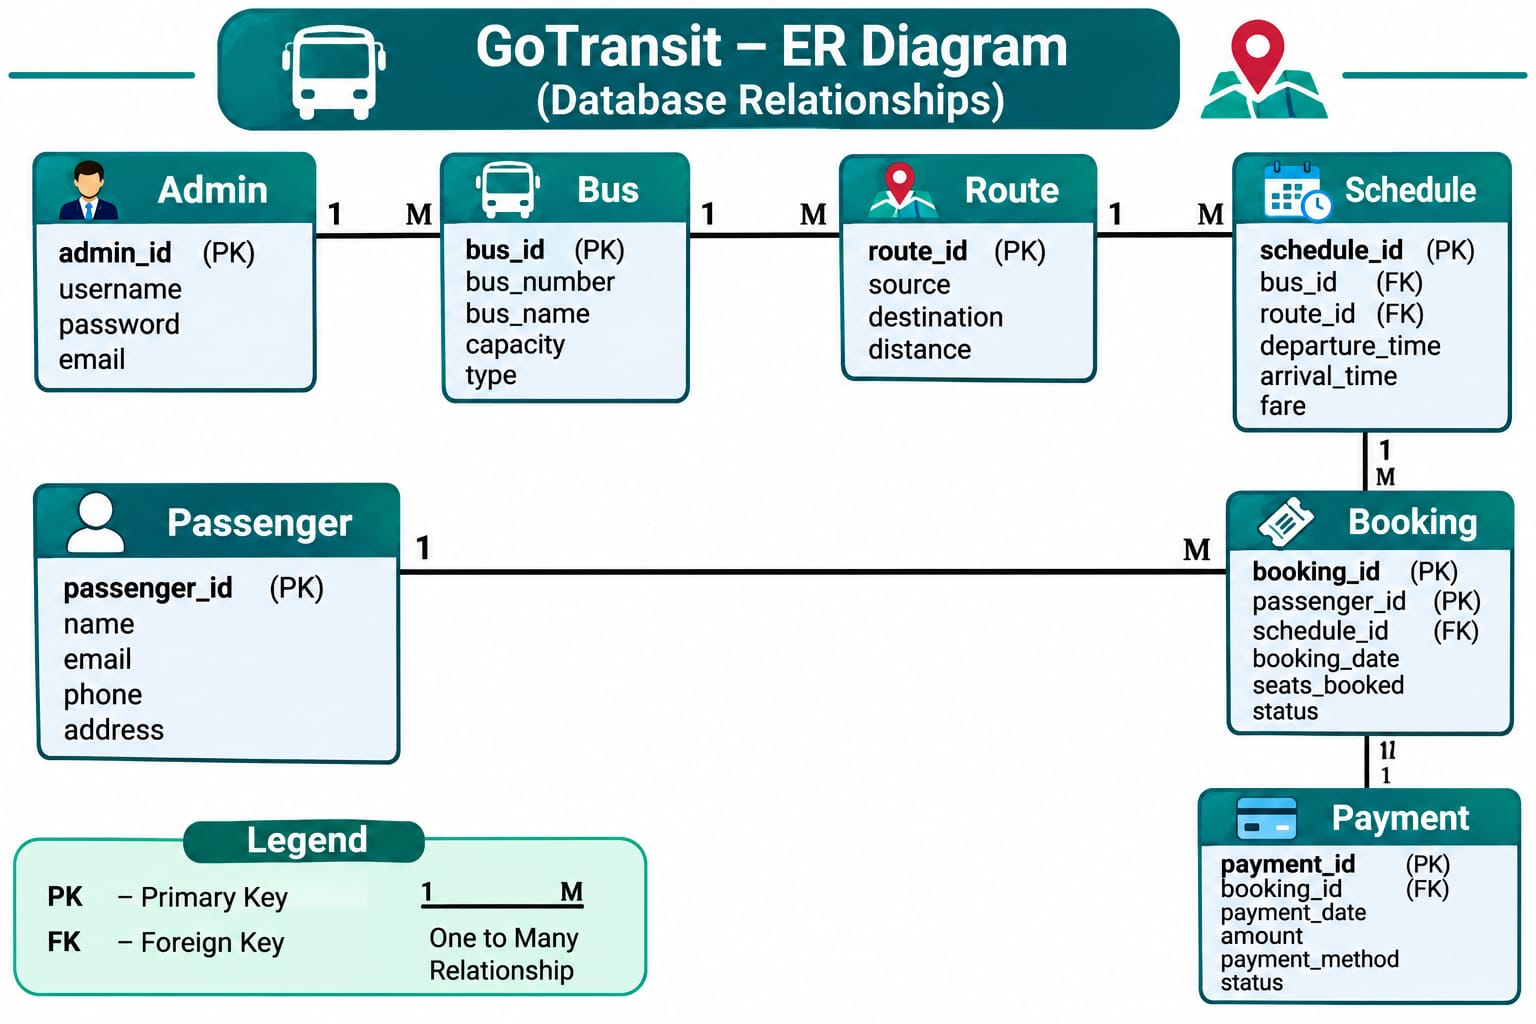 GoTransit – ER Diagram
(Database Relationships)
Admin
admin_id (PK)
username
password
email
1 M
Bus
bus_id (PK)
bus_number
bus_name
capacity
type
1 M
Route
route_id (PK)
source
destination
distance
1 M
Schedule
schedule_id (PK)
bus_id (FK)
route_id (FK)
departure_time
arrival_time
fare
1
M
Passenger
passenger_id (PK)
name
email
phone
address
1 M
Booking
booking_id (PK)
passenger_id (PK)
schedule_id (FK)
booking_date
seats_booked
status
1
Payment
payment_id (PK)
booking_id (FK)
payment_date
amount
payment_method
status
Legend
PK – Primary Key
FK – Foreign Key
1 M
One to Many
Relationship